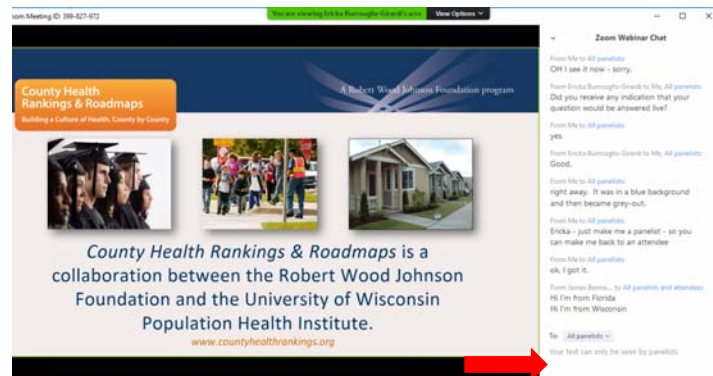 oom Meeting ID: 399-827-972
You are viewing Ericka Burroughs-Girardi's
View Options
Zoom Webinar Chat
County Health
Rankings & Roadmaps
Building a Culture of Health, County by County
A Robert Wood Johnson Foundation program
County Health Rankings & Roadmaps is a
collaboration between the Robert Wood Johnson
Foundation and the University of Wisconsin
Population Health Institute.
www.countyhealthrankings.org
From Me to All panelists:
OH I see it now - sorry.
From Ericka Burroughs-Girardi to Me, All panelists:
Did you receive any indication that your
question would be answered live?
From Me to All panelists:
yes
From Ericka Burroughs-Girardi to Me, All panelists:
Good.
From Me to All panelists:
right away. It was in a blue background
and then became grey-out.
From Me to All panelists:
Ericka - just make me a panelist - so you
can make me back to an attendee
From Me to All panelists:
ok, I got it.
From James Benne... to All panelists and attendees:
Hi I'm from Florida
Hi I'm from Wisconsin
To: All panelists
Your text can only be seen by panelists